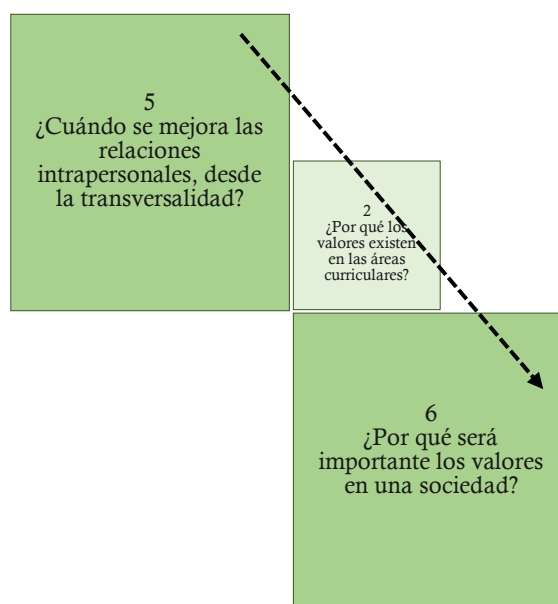 5
¿Cuándo se mejora las
relaciones
intrapersonales, desde
la transversalidad?
2
¿Por qué los
valores existen
en las áreas
curriculares?
6
¿Por qué será
importante los valores
en una sociedad?